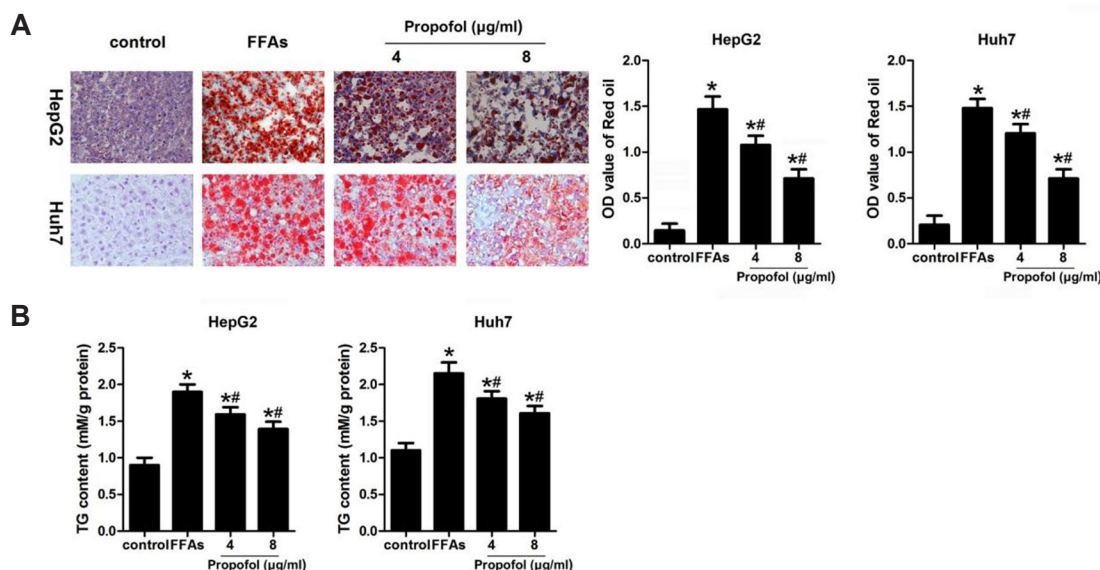 A
control
FFAs
Propofol (µg/ml)
4
8
HepG2
Huh7
HepG2
OD value of Red oil
2.0
1.5
1.0
0.5
0.0
*
*#
*#
control
FFAs
4
8
Propofol (µg/ml)
Huh7
OD value of Red oil
2.0
1.5
1.0
0.5
0.0
*
*#
*#
control
FFAs
4
8
Propofol (µg/ml)
B
HepG2
TG content (mM/g protein)
2.5
2.0
1.5
1.0
0.5
0.0
*
*#
*#
control
FFAs
4
8
Propofol (µg/ml)
Huh7
TG content (mM/g protein)
2.5
2.0
1.5
1.0
0.5
0.0
*
*#
*#
control
FFAs
4
8
Propofol (µg/ml)